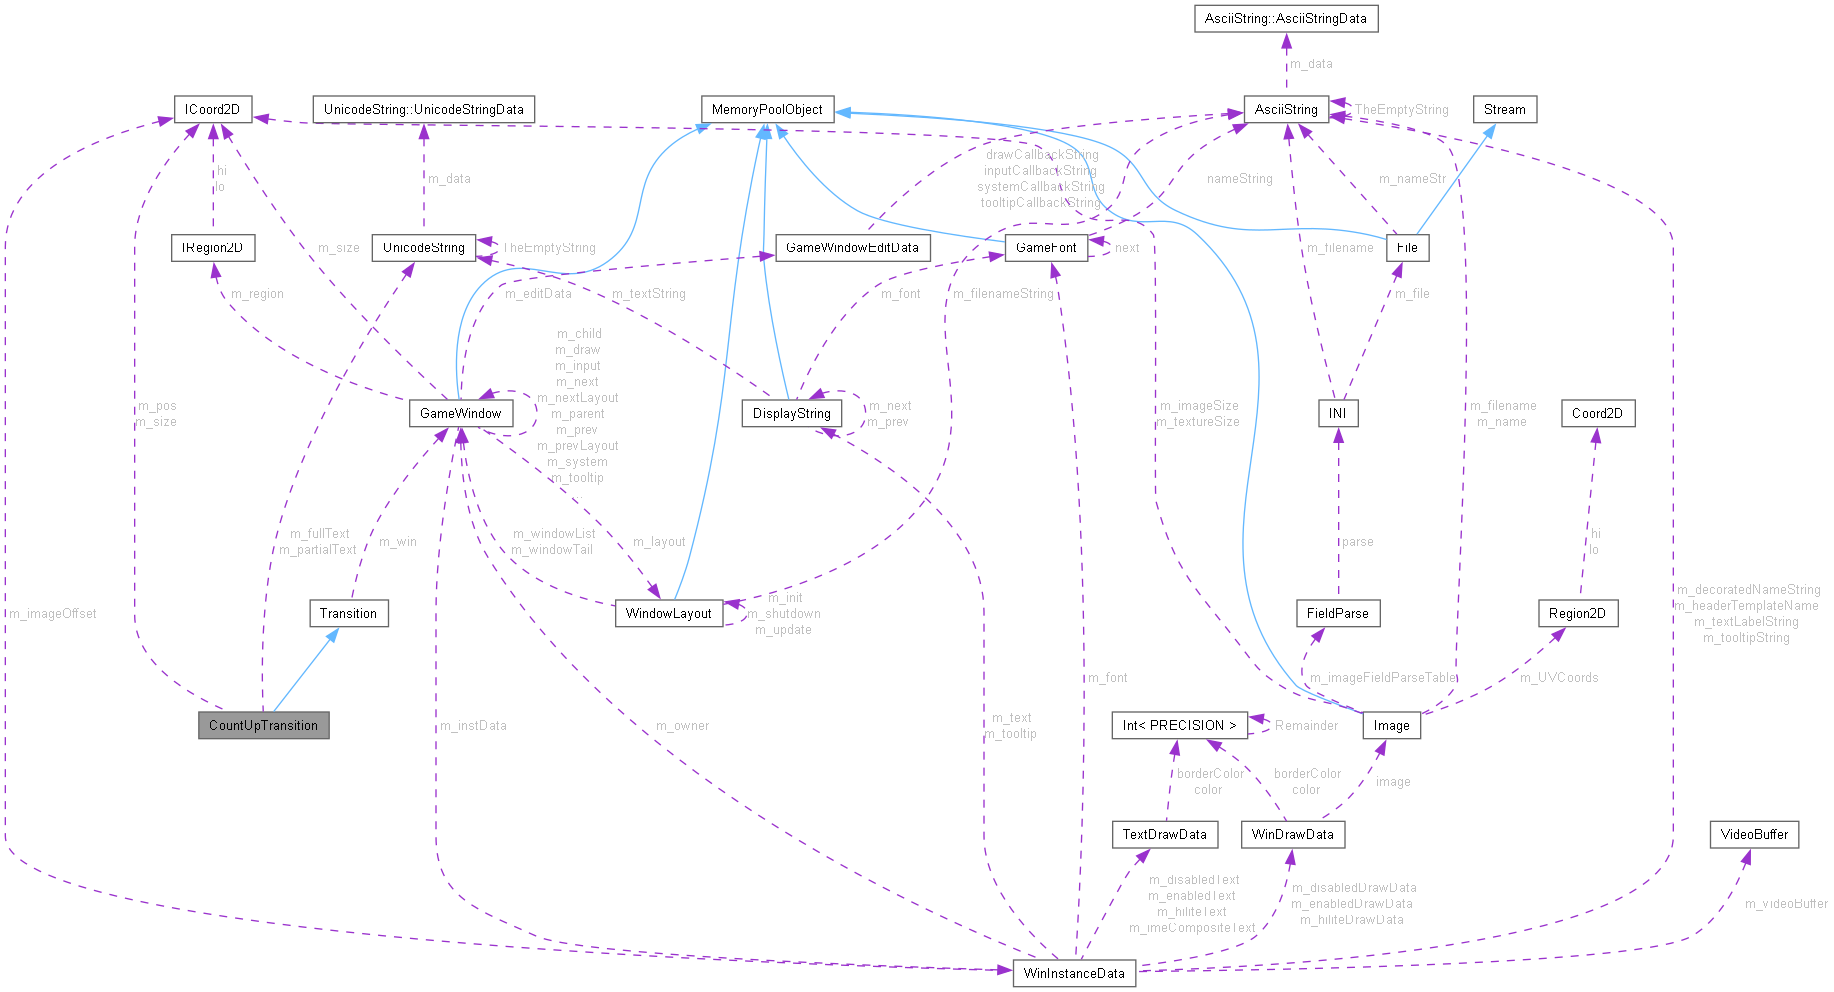 AsciiString::AsciiStringData
m_data
ICoord2D
UnicodeString::UnicodeStringData
MemoryPoolObject
AsciiString
TheEmptyString
Stream
drawCallbackString
inputCallbackString
systemCallbackString
tooltipCallbackString
hi
lo
m_data
nameString
m_nameStr
IRegion2D
m_size
UnicodeString
TheEmptyString
GameWindowEditData
GameFont
next
m_filename
File
m_region
m_editData
m_textString
m_font
m_filenameString
m_file
m_child
m_draw
m_input
m_next
m_nextLayout
m_parent
m_prev
m_prevLayout
m_system
m_tooltip
...
m_pos
m_size
GameWindow
DisplayString
m_next
m_prev
m_imageSize
m_textureSize
INI
m_filename
m_name
Coord2D
m_fullText
m_partialText
m_win
m_windowList
m_windowTail
m_layout
parse
hi
lo
m_imageOffset
Transition
WindowLayout
m_init
m_shutdown
m_update
FieldParse
Region2D
m_decoratedNameString
m_headerTemplateName
m_textLabelString
m_tooltipString
m_font
m_imageFieldParseTable
m_UVCoords
CountUpTransition
m_instData
m_owner
m_text
m_tooltip
Int< PRECISION >
Remainder
Image
borderColor
color
borderColor
color
image
TextDrawData
WinDrawData
VideoBuffer
m_disabledText
m_enabledText
m_hiliteText
m_imeCompositeText
m_disabledDrawData
m_enabledDrawData
m_hiliteDrawData
m_videoBuffer
WinInstanceData